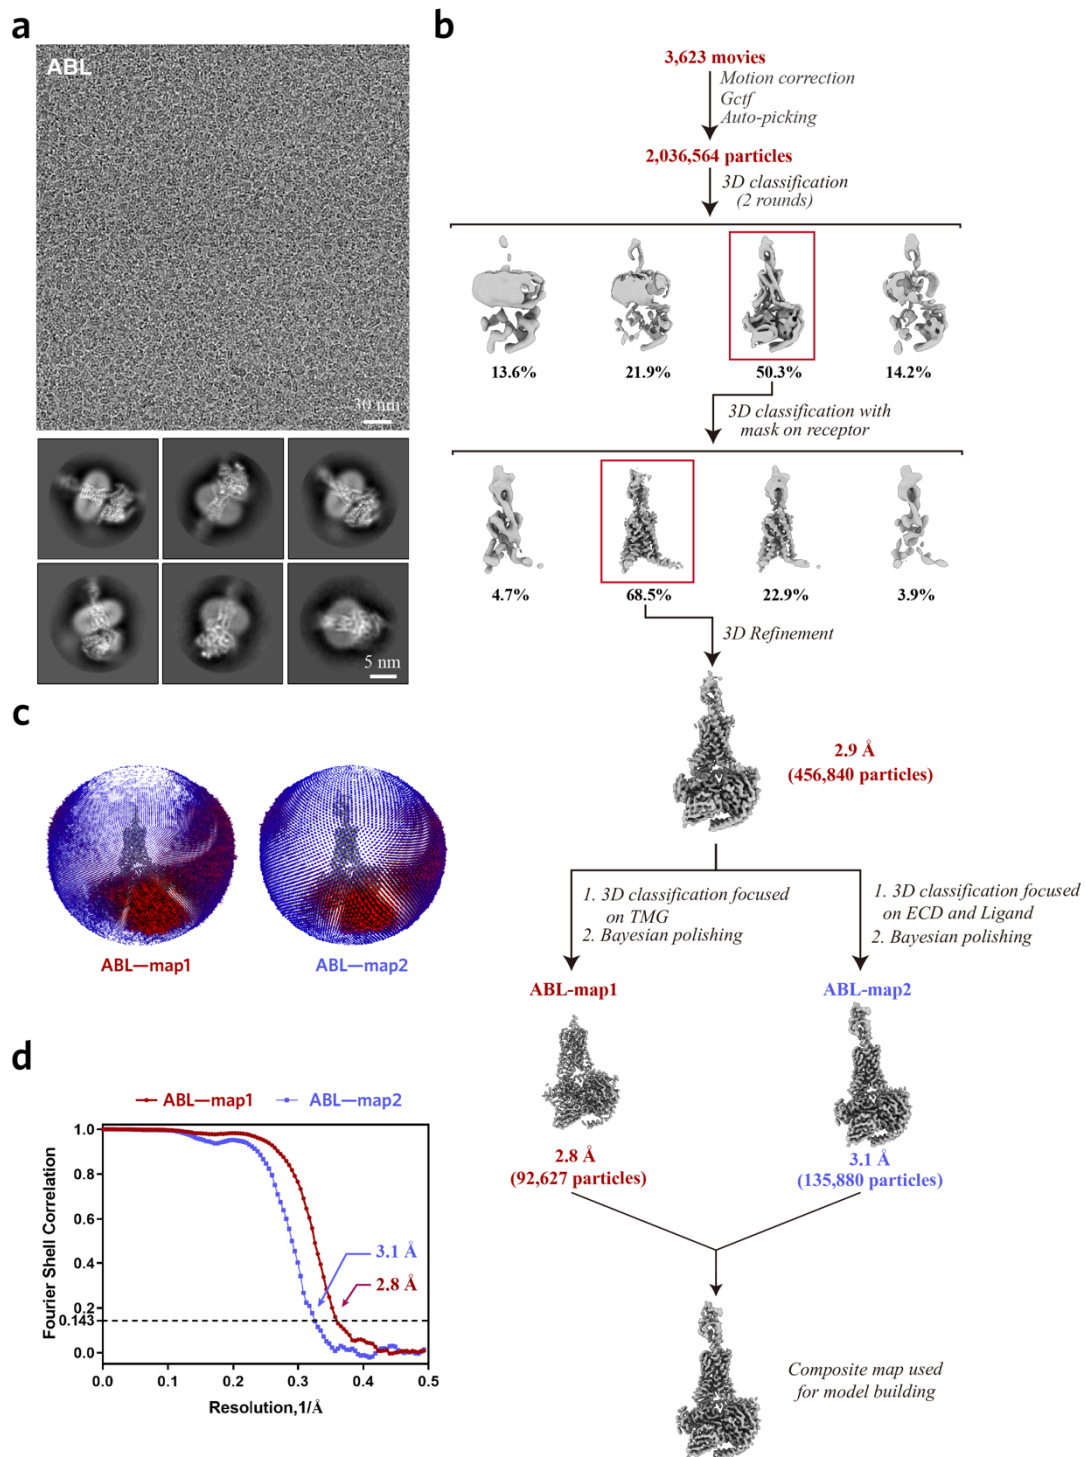 a
ABL
30 nm
5 nm
b
3,623 movies
Motion correction
Gctf
Auto-picking
2,036,564 particles
3D classification
(2 rounds)
13.6%
21.9%
50.3%
14.2%
3D classification with
mask on receptor
4.7%
68.5%
22.9%
3.9%
3D Refinement
2.9 Å
(456,840 particles)
1. 3D classification focused
on TMG
2. Bayesian polishing
1. 3D classification focused
on ECD and Ligand
2. Bayesian polishing
ABL-map1
ABL-map2
2.8 Å
(92,627 particles)
3.1 Å
(135,880 particles)
Composite map used
for model building
c
ABL—map1
ABL—map2
d
ABL—map1
ABL—map2
Fourier Shell Correlation
1.0
0.8
0.6
0.4
0.2
0.143
0.0
3.1 Å
2.8 Å
0.0
0.1
0.2
0.3
0.4
0.5
Resolution,1/Å